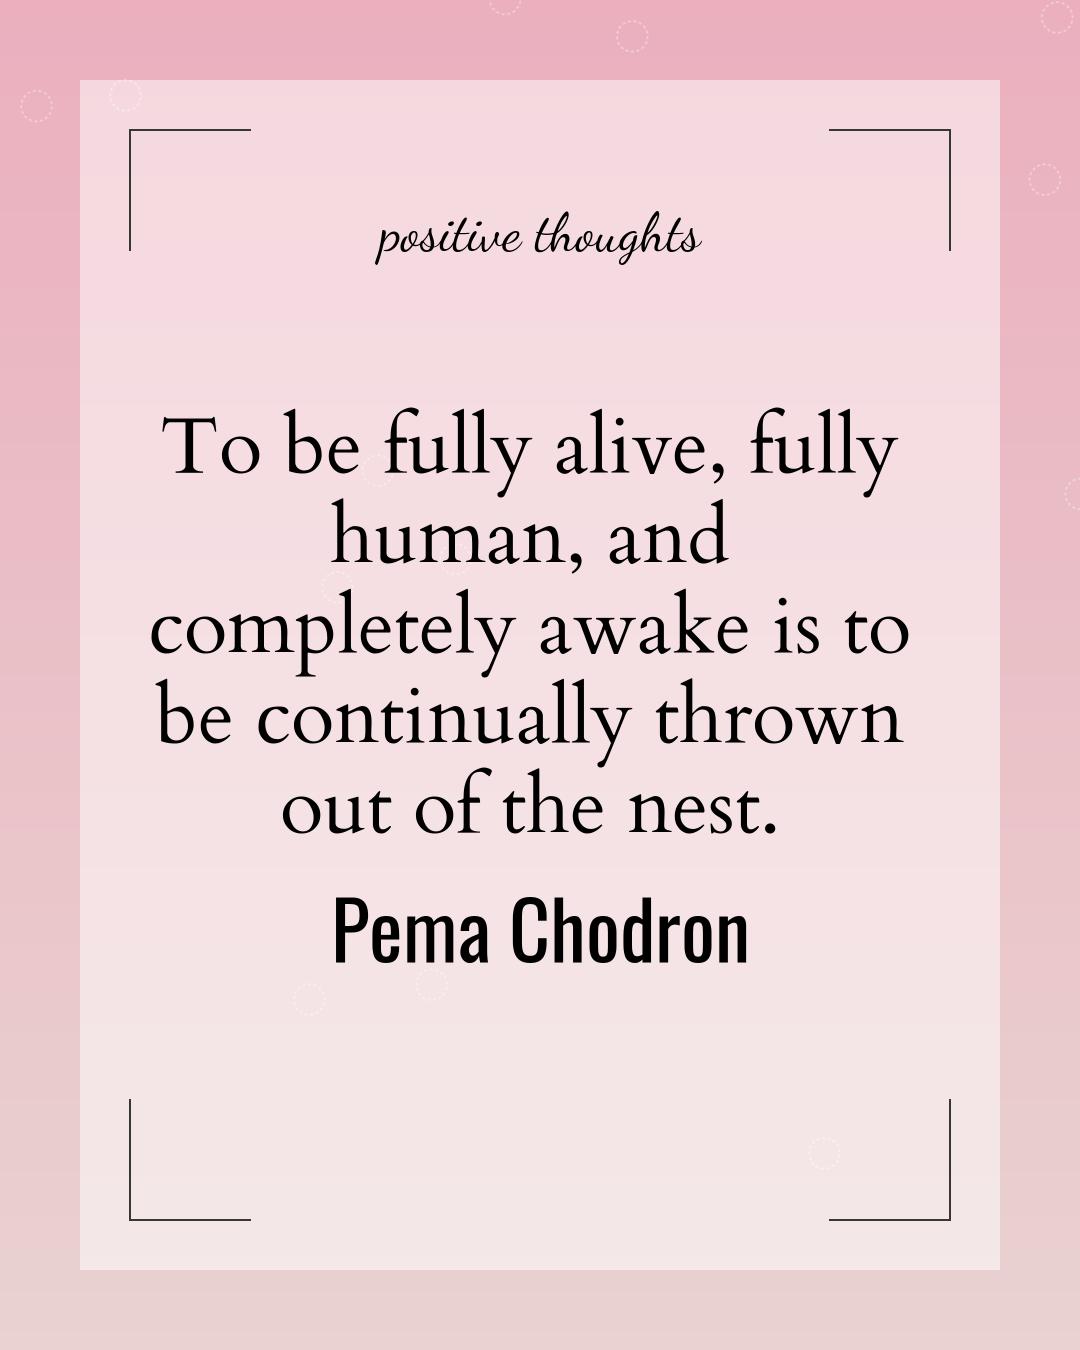 positive thoughts
To be fully alive, fully
human, and
completely awake is to
be continually thrown
out of the nest.
Pema Chodron